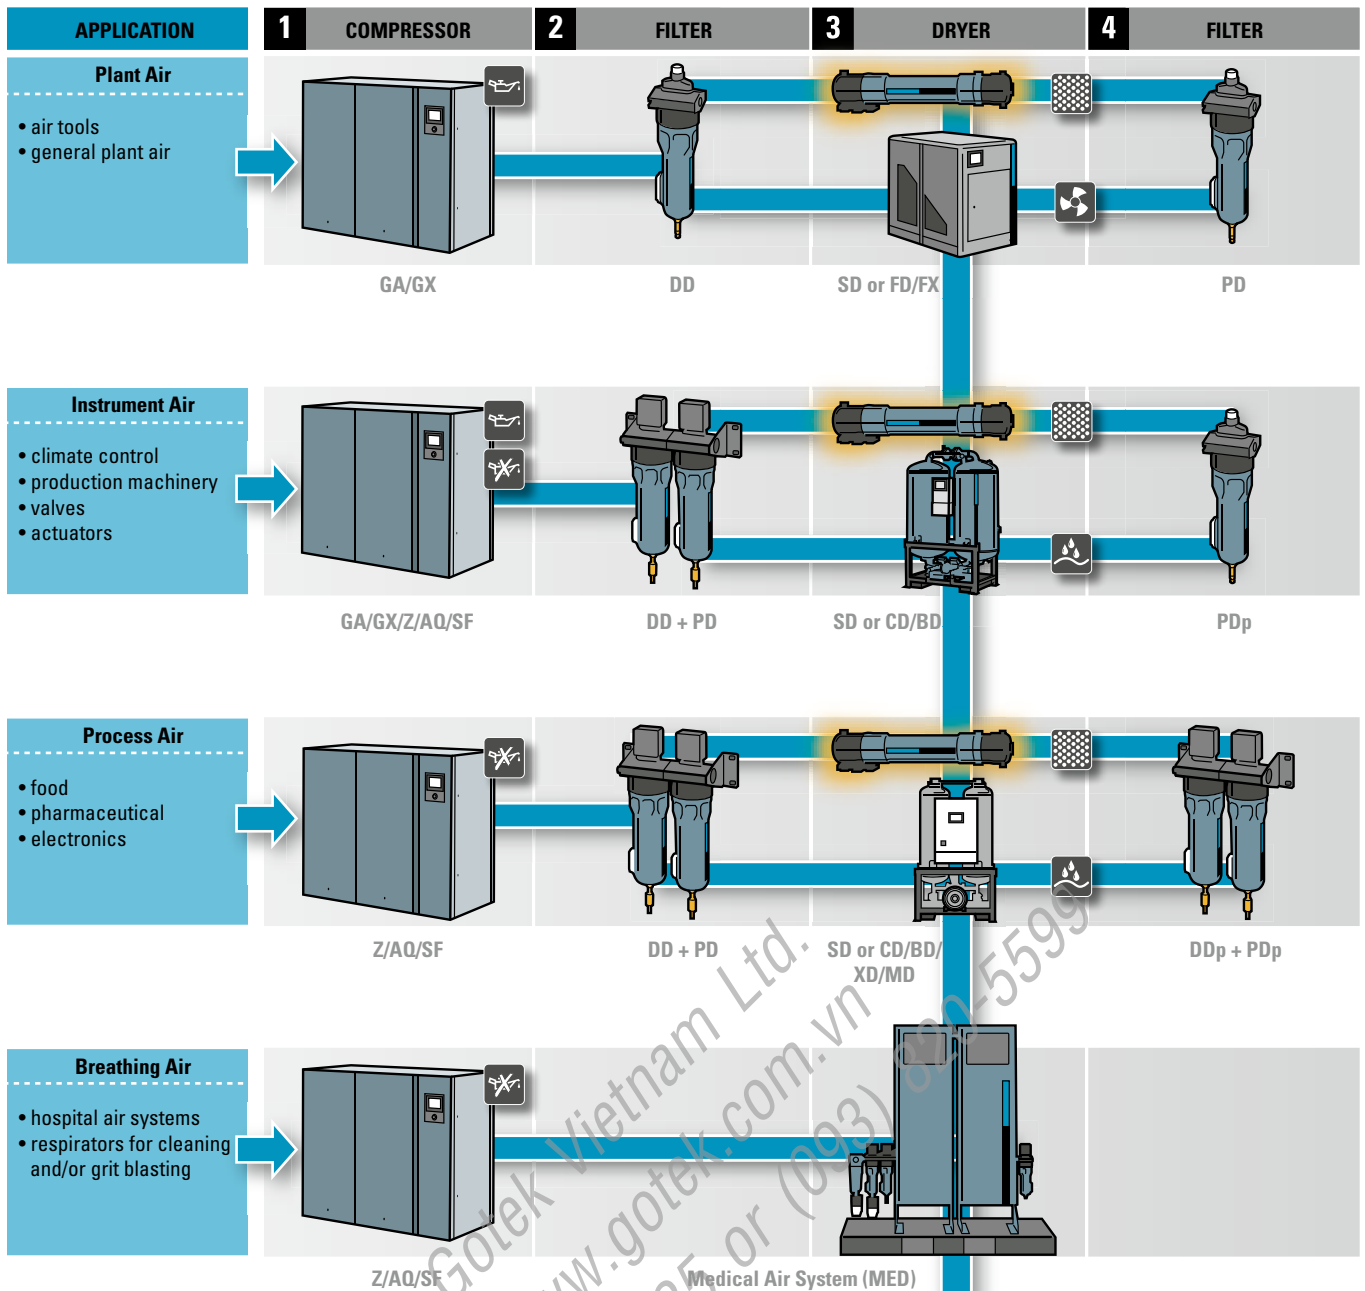 APPLICATION
1 COMPRESSOR
2 FILTER
3 DRYER
4 FILTER
Plant Air
• air tools
• general plant air
GA/GX
DD
SD or FD/FX
PD
Instrument Air
• climate control
• production machinery
• valves
• actuators
GA/GX/Z/AQ/SF
DD + PD
SD or CD/BD
PDp
Process Air
• food
• pharmaceutical
• electronics
Z/AQ/SF
DD + PD
SD or CD/BD/
XD/MD
DDp + PDp
Breathing Air
• hospital air systems
• respirators for cleaning
and/or grit blasting
Z/AQ/SF
Medical Air System (MED)
Gotek Vietnam Ltd.
www.gotek.com.vn
or (093) 820-5599